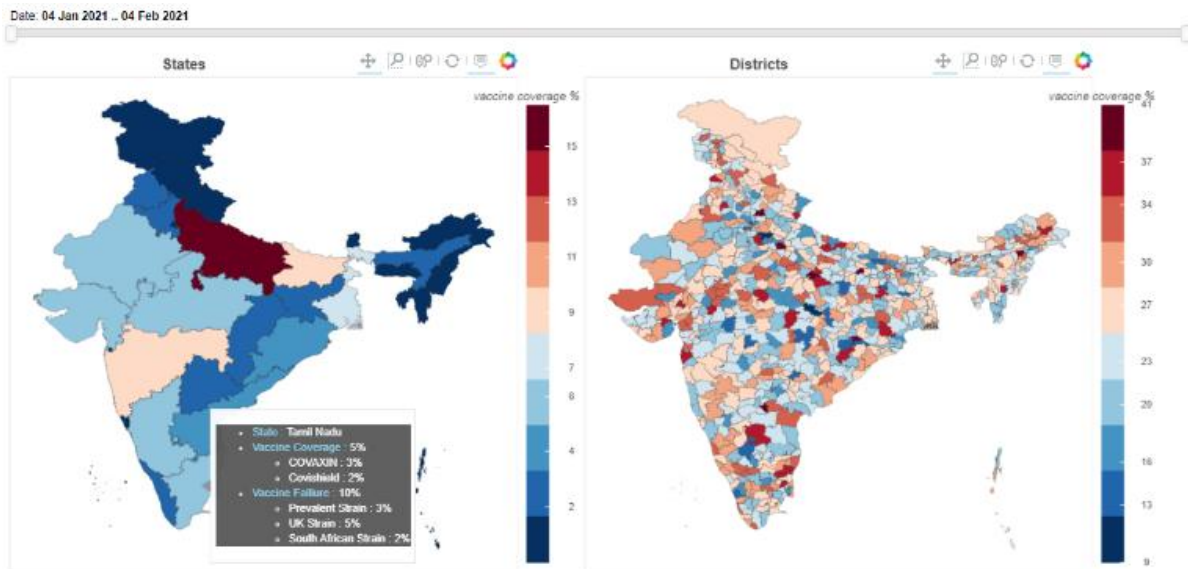 Date: 04 Jan 2021 .. 04 Feb 2021
States
vaccine coverage %
15
13
11
9
7
6
4
2
State : Tamil Nadu
Vaccine Coverage : 5%
COVAXIN : 3%
Covishield : 2%
Vaccine Failure : 10%
Prevalent Strain : 3%
UK Strain : 5%
South African Strain : 2%
Districts
vaccine coverage %
41
37
34
30
27
23
20
16
13
9